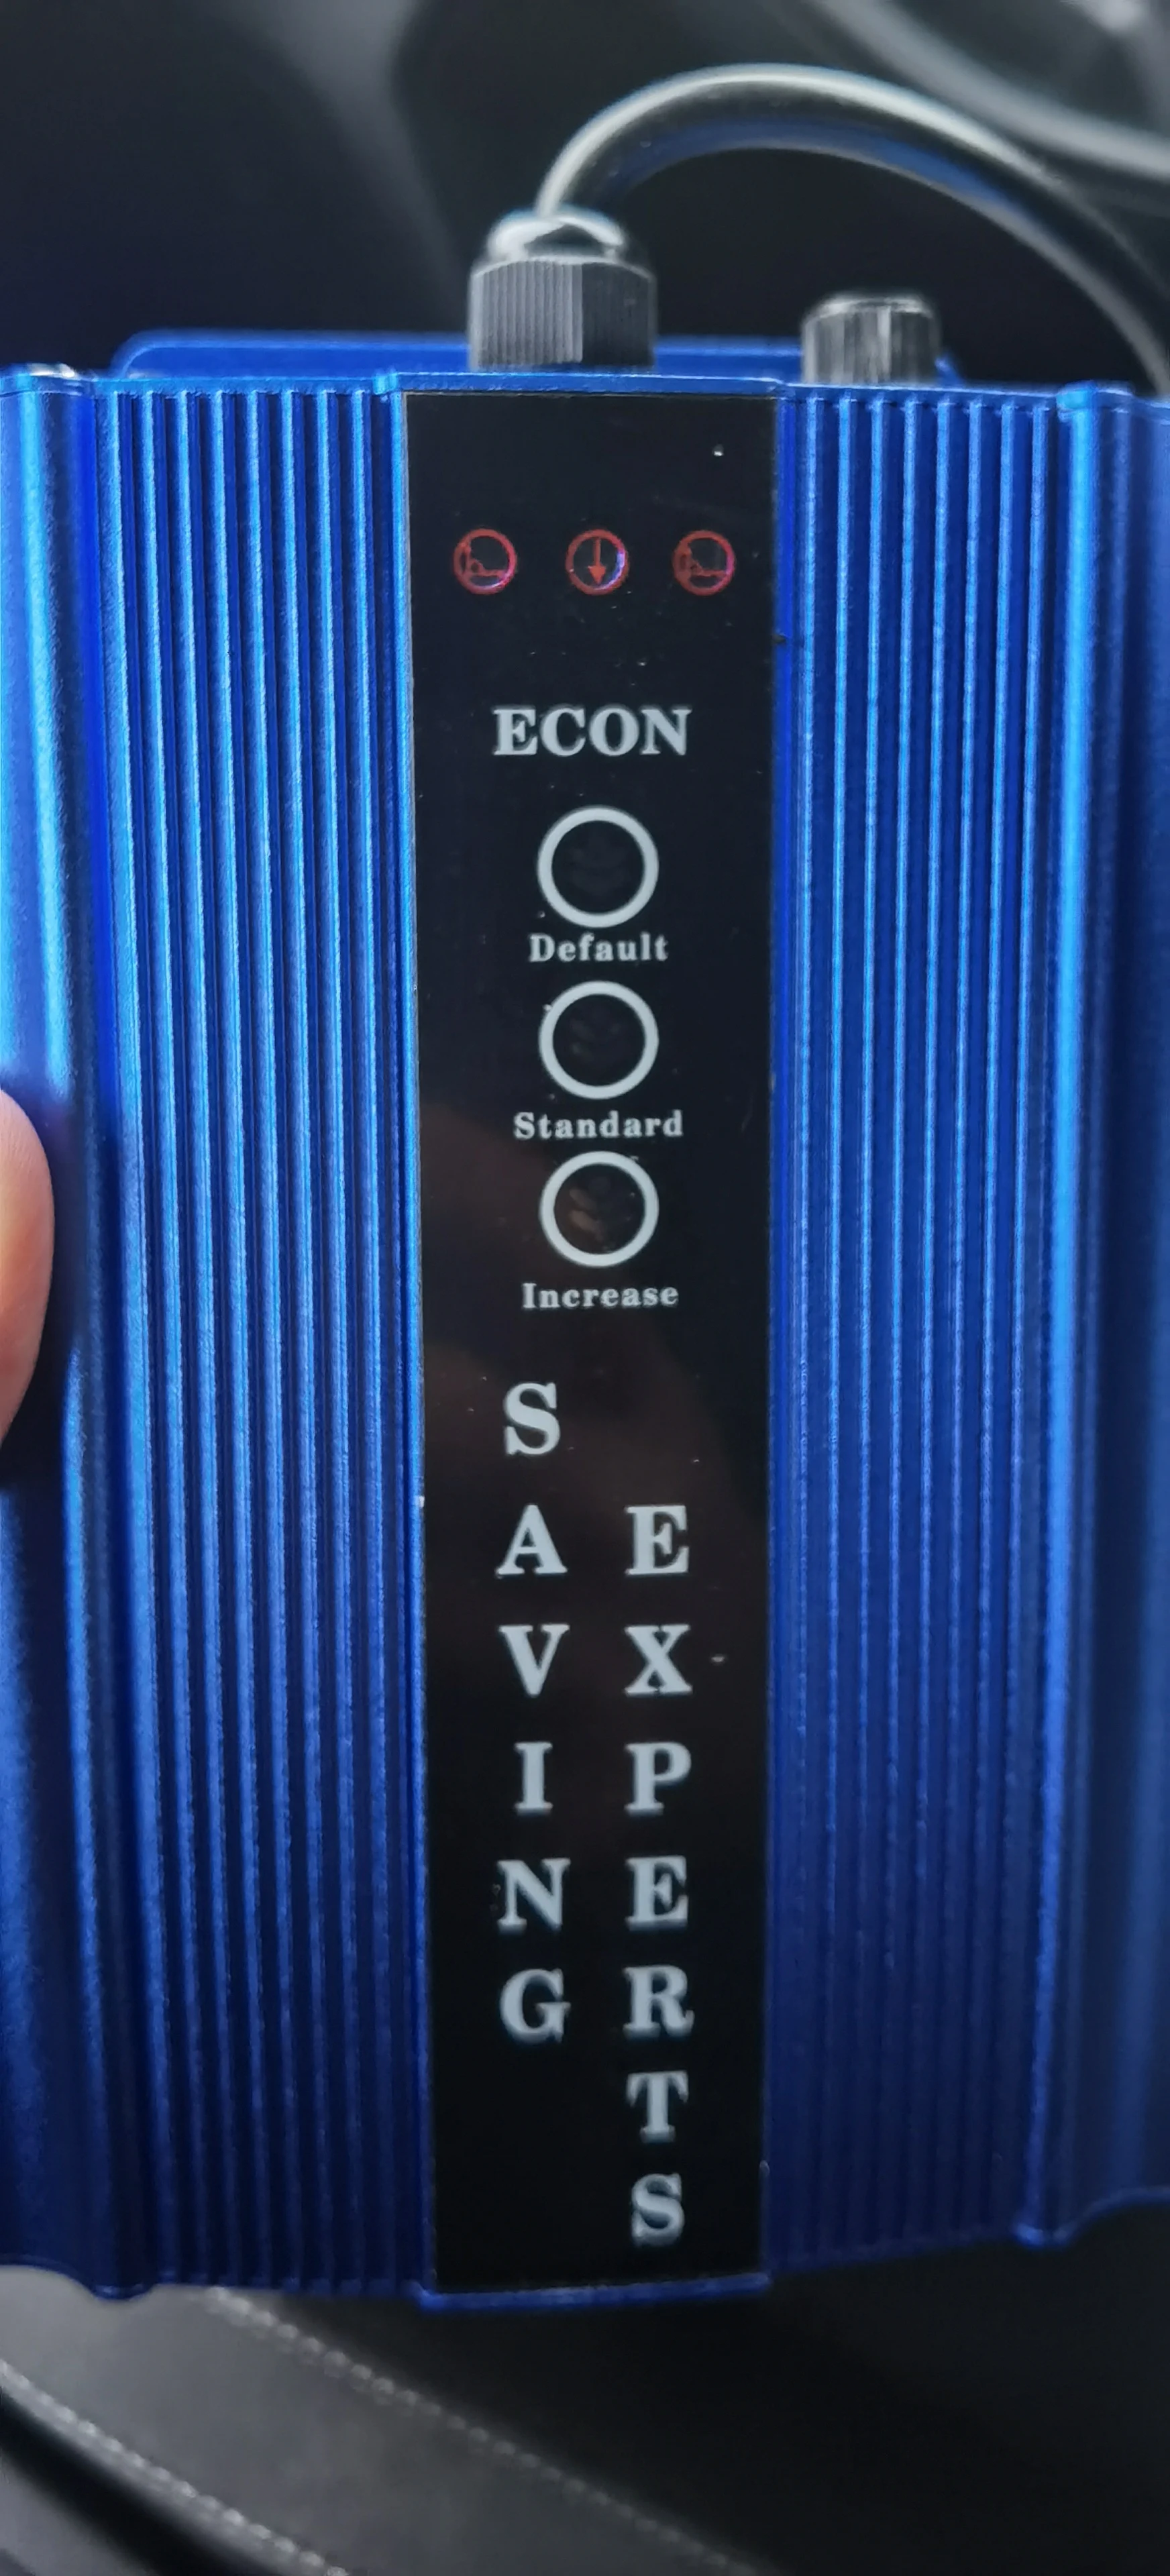 ECON
Default
Standard
Increase
SAVING
EXPERTS